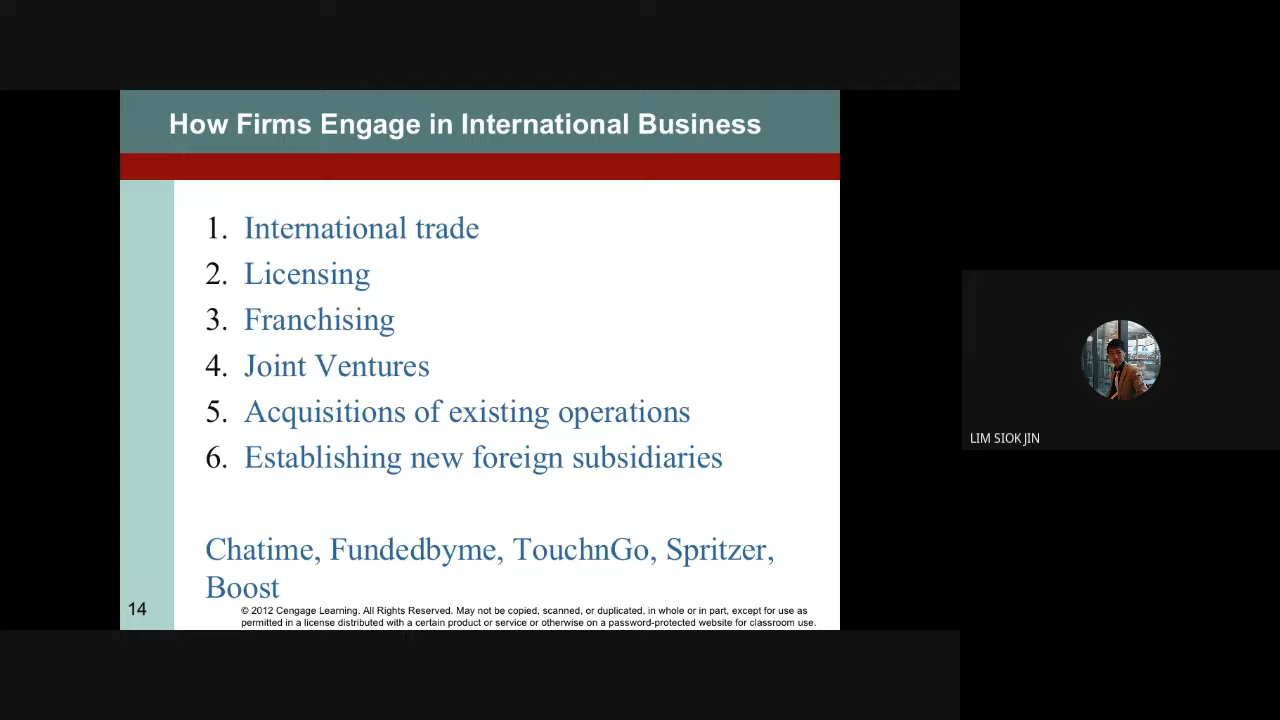 How Firms Engage in International Business
1. International trade
2. Licensing
3. Franchising
4. Joint Ventures
5. Acquisitions of existing operations
6. Establishing new foreign subsidiaries
Chatime, Fundedbyme, TouchnGo, Spritzer,
Boost
14
© 2012 Cengage Learning. All Rights Reserved. May not be copied, scanned, or duplicated, in whole or in part, except for use as
permitted in a license distributed with a certain product or service or otherwise on a password-protected website for classroom use.
LIM SIOK JIN